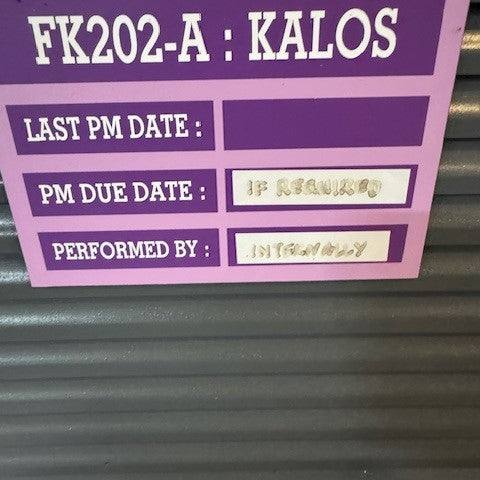 FK202-A : KALOS
LAST PM DATE :
PM DUE DATE : IF REQUIRED
PERFORMED BY : INTERNALLY